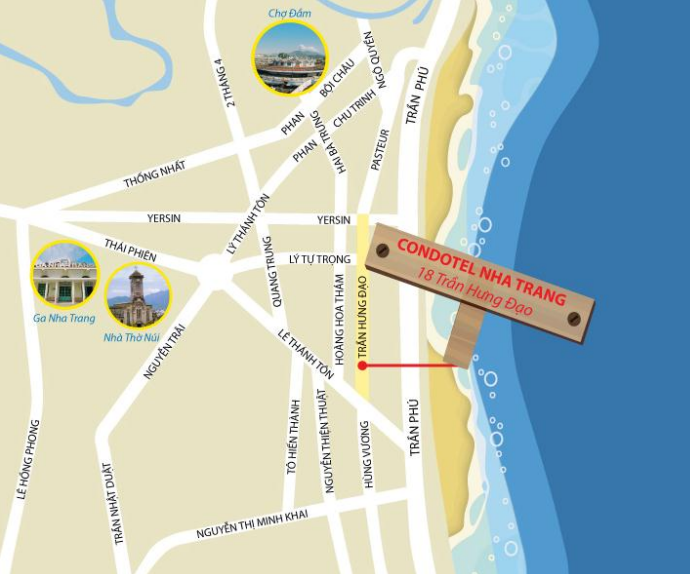 Chợ Đầm
2 THÁNG 4
PHAN
BỘI CHÂU
NGÔ QUYỀN
TRẦN PHÚ
PHAN
CHU TRINH
HAI BÀ TRƯNG
PASTEUR
THỐNG NHẤT
LÝ THÁNH TÔN
YERSIN
YERSIN
THÁI PHIÊN
QUANG TRUNG
LÝ TỰ TRỌNG
CONDOTEL NHA TRANG
18 Trần Hưng Đạo
Ga Nha Trang
Nhà Thờ Núi
NGUYỄN TRÃI
LÊ THÁNH TÔN
HOÀNG HOA THÁM
TRẦN HƯNG ĐẠO
LÊ HỒNG PHONG
TRẦN NHẬT DUẬT
TÔ HIẾN THÀNH
NGUYỄN THIỆN THUẬT
HÙNG VƯƠNG
TRẦN PHÚ
NGUYỄN THỊ MINH KHAI